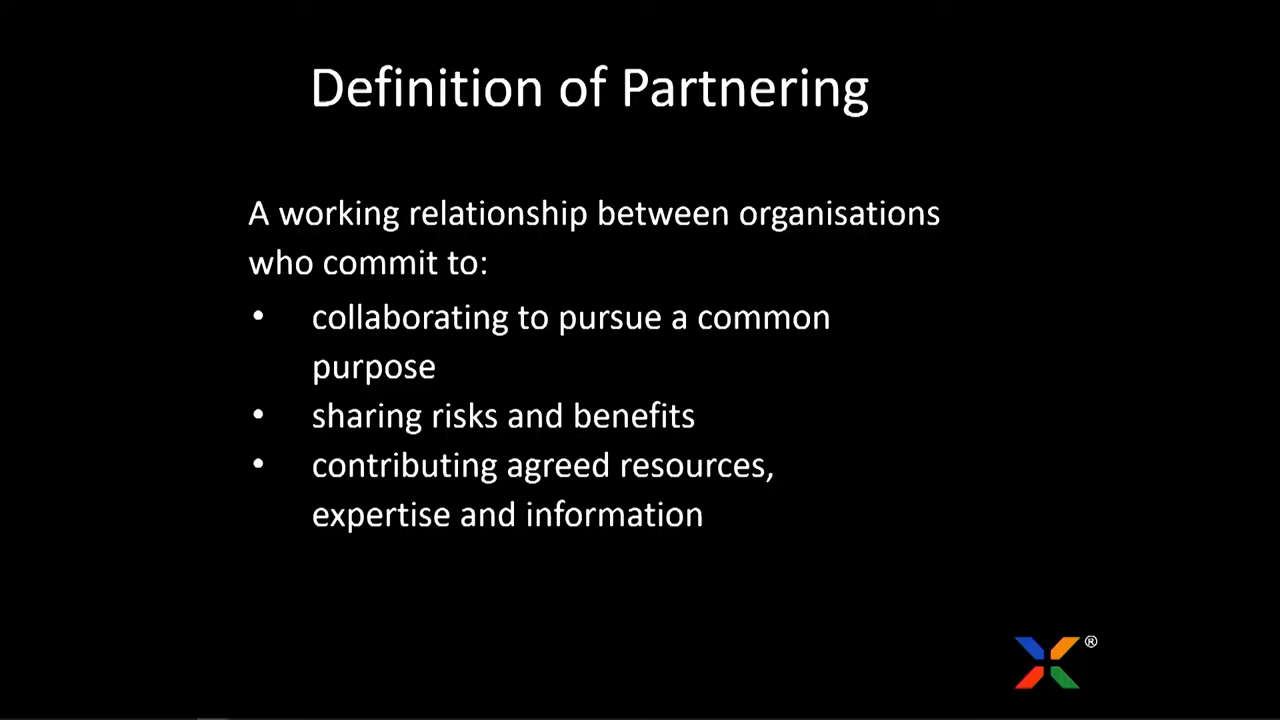 Definition of Partnering
A working relationship between organisations
who commit to:
• collaborating to pursue a common
purpose
• sharing risks and benefits
• contributing agreed resources,
expertise and information
®